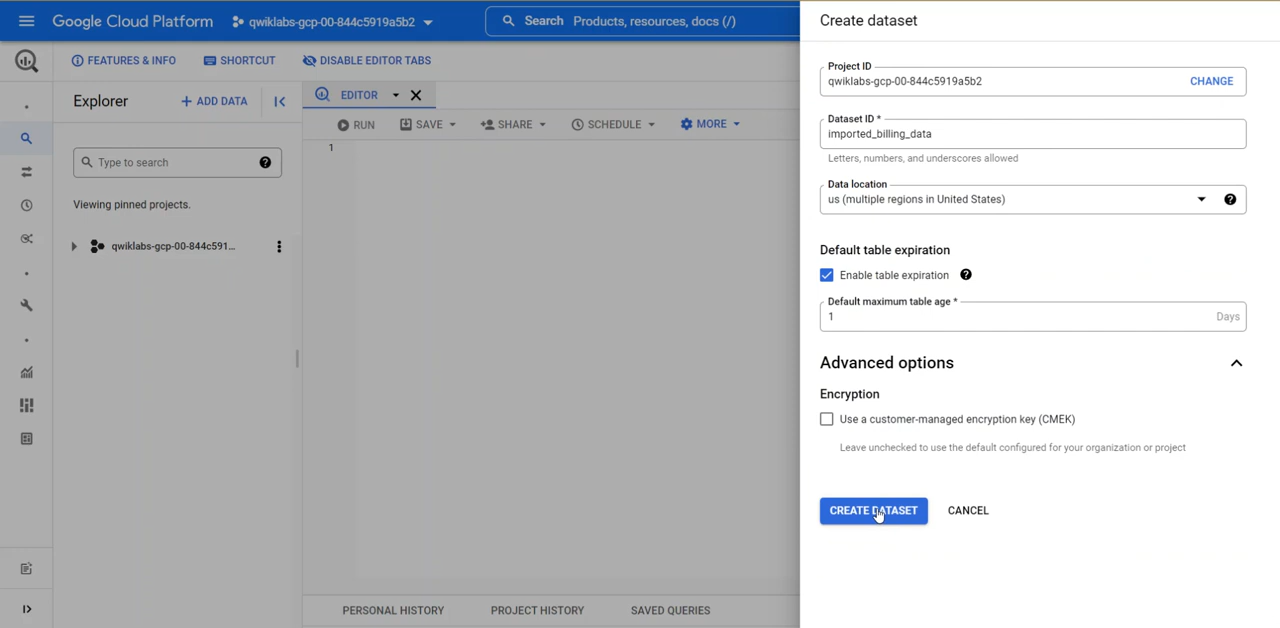 Google Cloud Platform
qwiklabs-gcp-00-844c5919a5b2
Search Products, resources, docs (/)
FEATURES & INFO
SHORTCUT
DISABLE EDITOR TABS
Explorer
+ ADD DATA
EDITOR
RUN
SAVE
SHARE
SCHEDULE
MORE
1
Type to search
Viewing pinned projects.
qwiklabs-gcp-00-844c591...
PERSONAL HISTORY
PROJECT HISTORY
SAVED QUERIES
Create dataset
Project ID
qwiklabs-gcp-00-844c5919a5b2
CHANGE
Dataset ID *
imported_billing_data
Letters, numbers, and underscores allowed
Data location
us (multiple regions in United States)
Default table expiration
Enable table expiration
Default maximum table age *
1 Days
Advanced options
Encryption
Use a customer-managed encryption key (CMEK)
Leave unchecked to use the default configured for your organization or project
CREATE DATASET
CANCEL